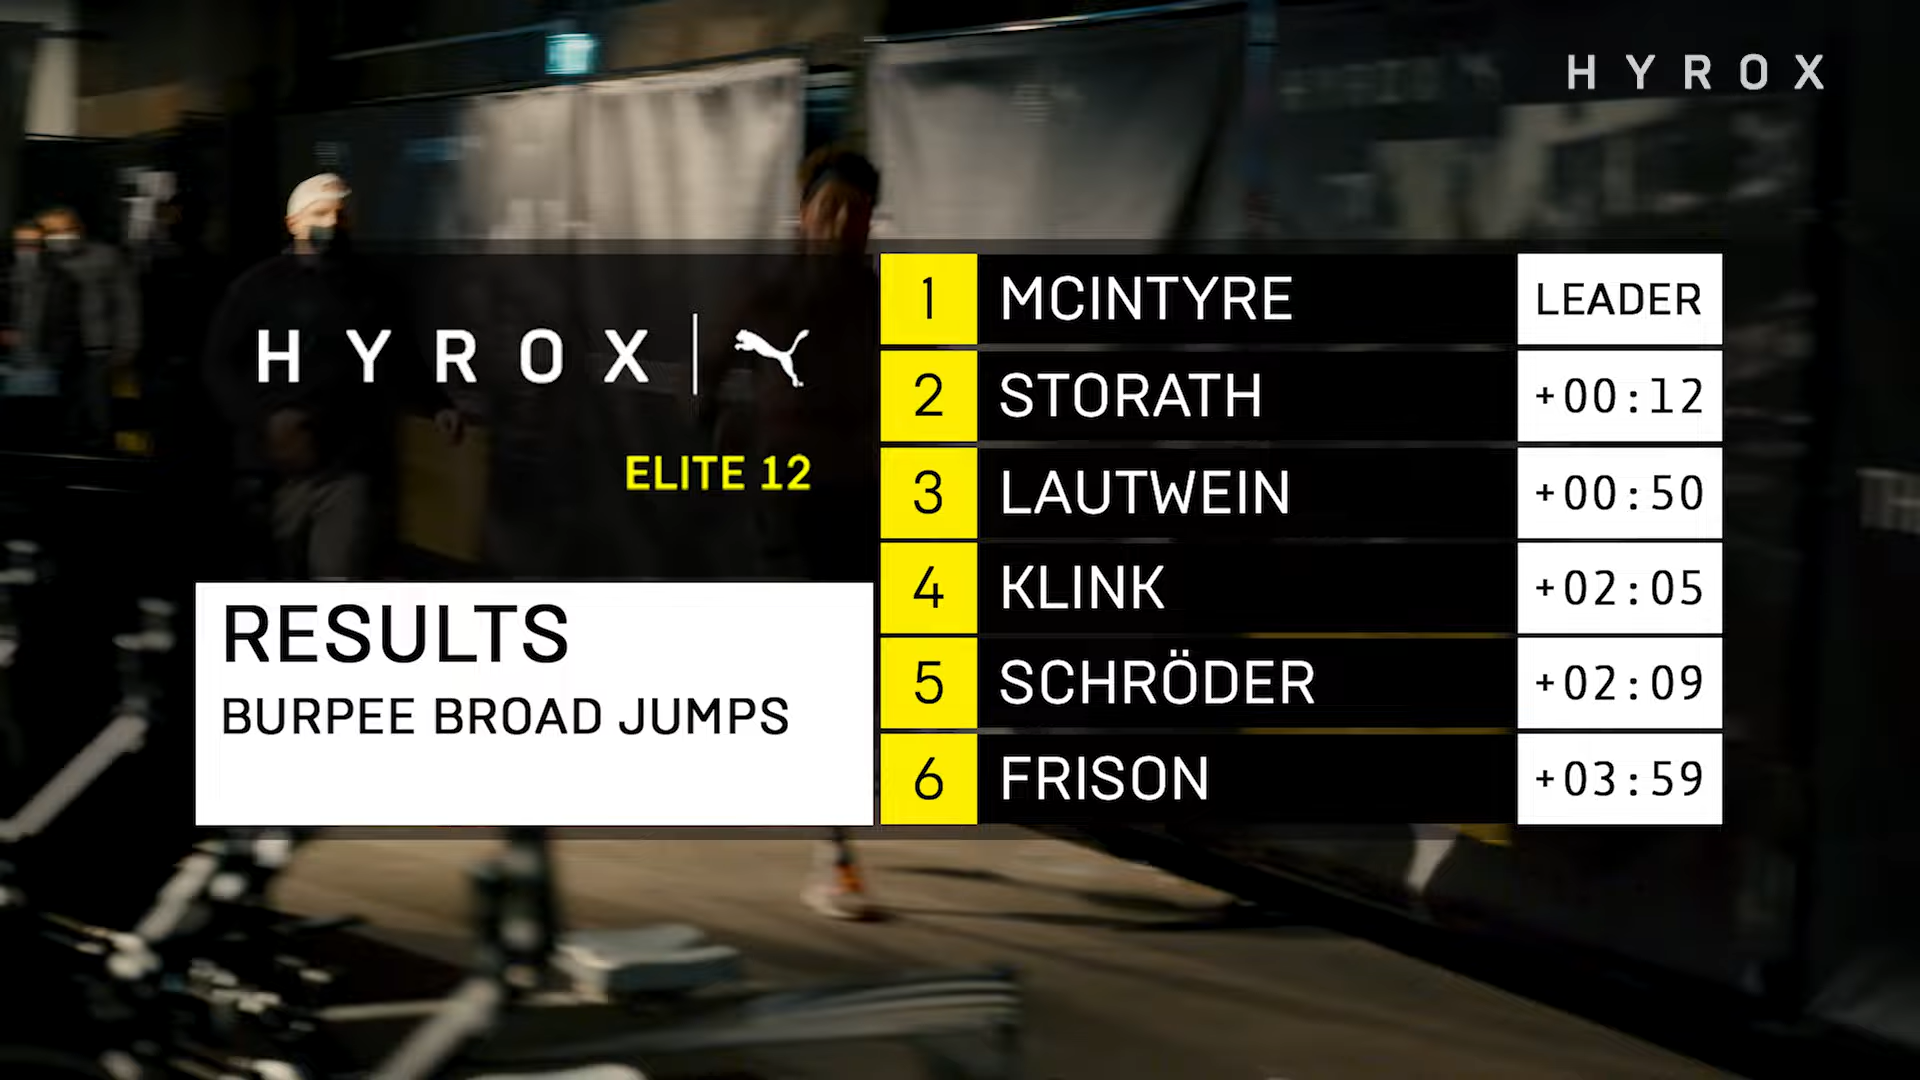 HYROX
HYROX
ELITE 12
RESULTS
BURPEE BROAD JUMPS
1 MCINTYRE LEADER
2 STORATH +00:12
3 LAUTWEIN +00:50
4 KLINK +02:05
5 SCHRÖDER +02:09
6 FRISON +03:59